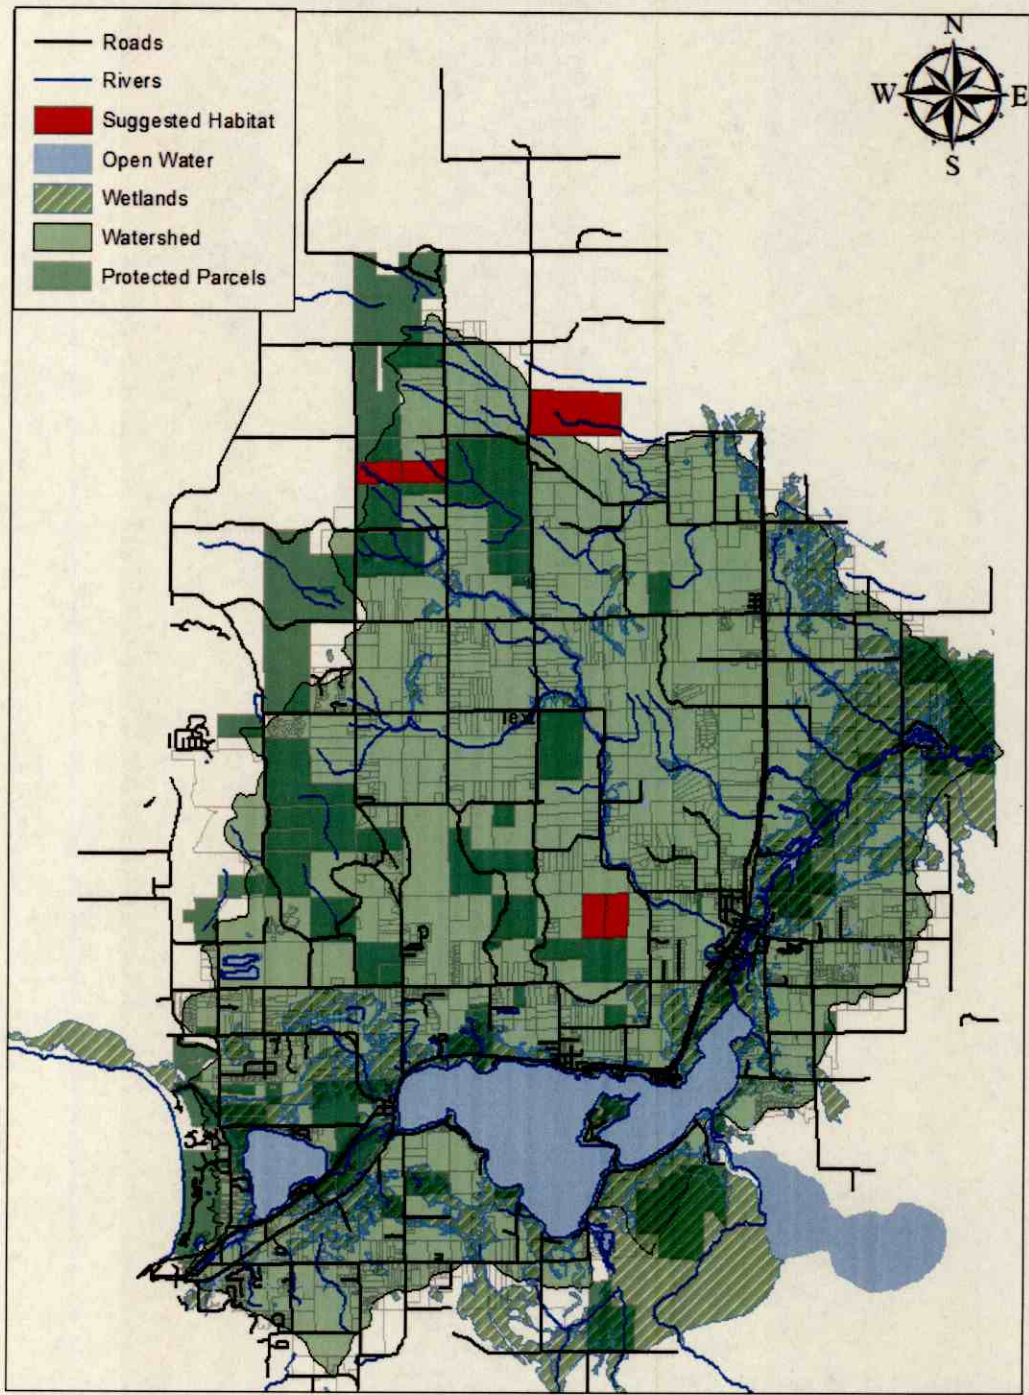 Roads
Rivers
Suggested Habitat
Open Water
Wetlands
Watershed
Protected Parcels
N
W
E
S